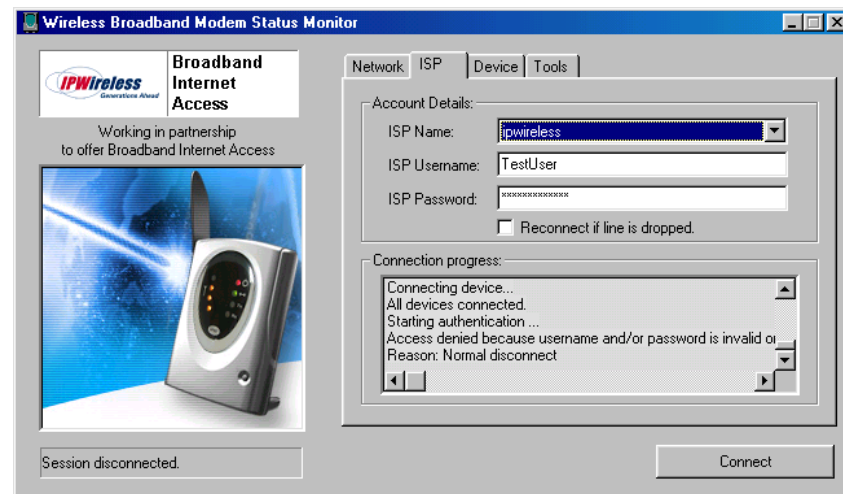 Wireless Broadband Modem Status Monitor
IPWireless
Generations Ahead
Broadband
Internet
Access
Working in partnership
to offer Broadband Internet Access
Network ISP Device Tools
Account Details:
ISP Name: ipwireless
ISP Username: TestUser
ISP Password: *************
Reconnect if line is dropped.
Connection progress:
Connecting device...
All devices connected.
Starting authentication ...
Access denied because username and/or password is invalid
Reason: Normal disconnect
Session disconnected.
Connect